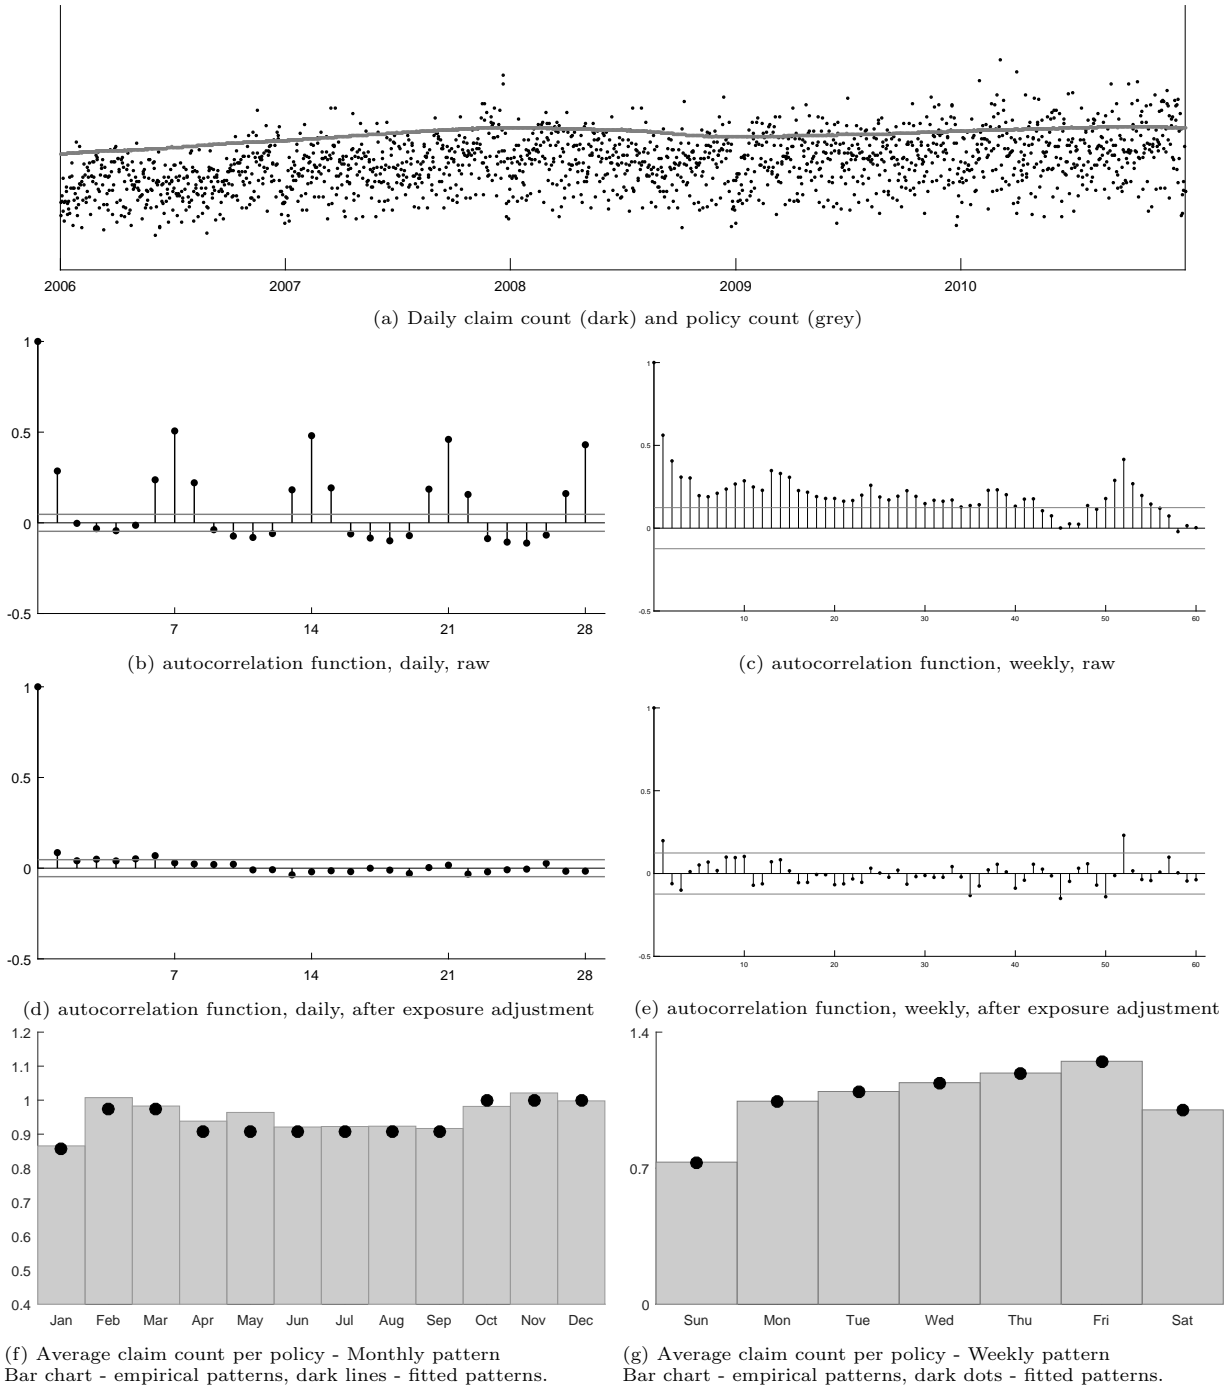 2006 2007 2008 2009 2010
(a) Daily claim count (dark) and policy count (grey)
1
0.5
0
-0.5
7 14 21 28
(b) autocorrelation function, daily, raw
1
0.5
0
-0.5
10 20 30 40 50 60
(c) autocorrelation function, weekly, raw
1
0.5
0
-0.5
7 14 21 28
(d) autocorrelation function, daily, after exposure adjustment
1
0.5
0
-0.5
10 20 30 40 50 60
(e) autocorrelation function, weekly, after exposure adjustment
1.2
1.1
1
0.9
0.8
0.7
0.6
0.5
0.4
Jan Feb Mar Apr May Jun Jul Aug Sep Oct Nov Dec
(f) Average claim count per policy - Monthly pattern
Bar chart - empirical patterns, dark lines - fitted patterns.
1.4
0.7
0
Sun Mon Tue Wed Thu Fri Sat
(g) Average claim count per policy - Weekly pattern
Bar chart - empirical patterns, dark dots - fitted patterns.